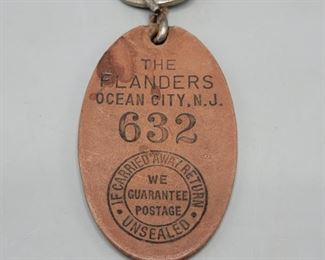 THE
FLANDERS
OCEAN CITY, N.J.
632
IF CARRIED AWAY RETURN
WE
GUARANTEE
POSTAGE
UNSEALED